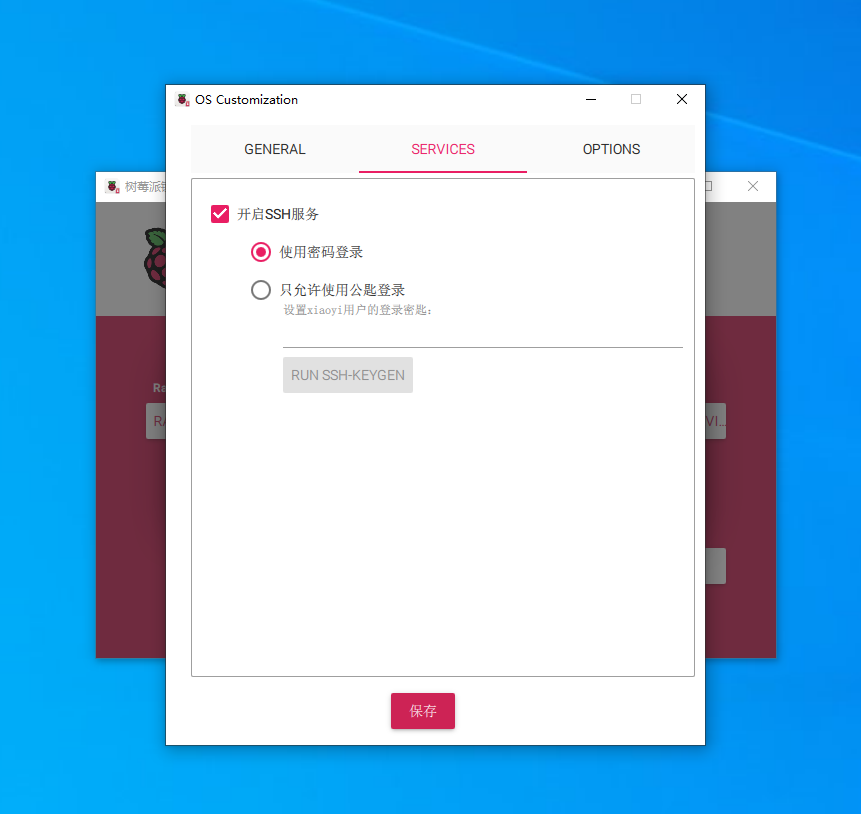 OS Customization
GENERAL
SERVICES
OPTIONS
树莓派
开启SSH服务
使用密码登录
只允许使用公匙登录
设置xiaoyi用户的登录密匙:
Ra
RA
VI...
RUN SSH-KEYGEN
保存